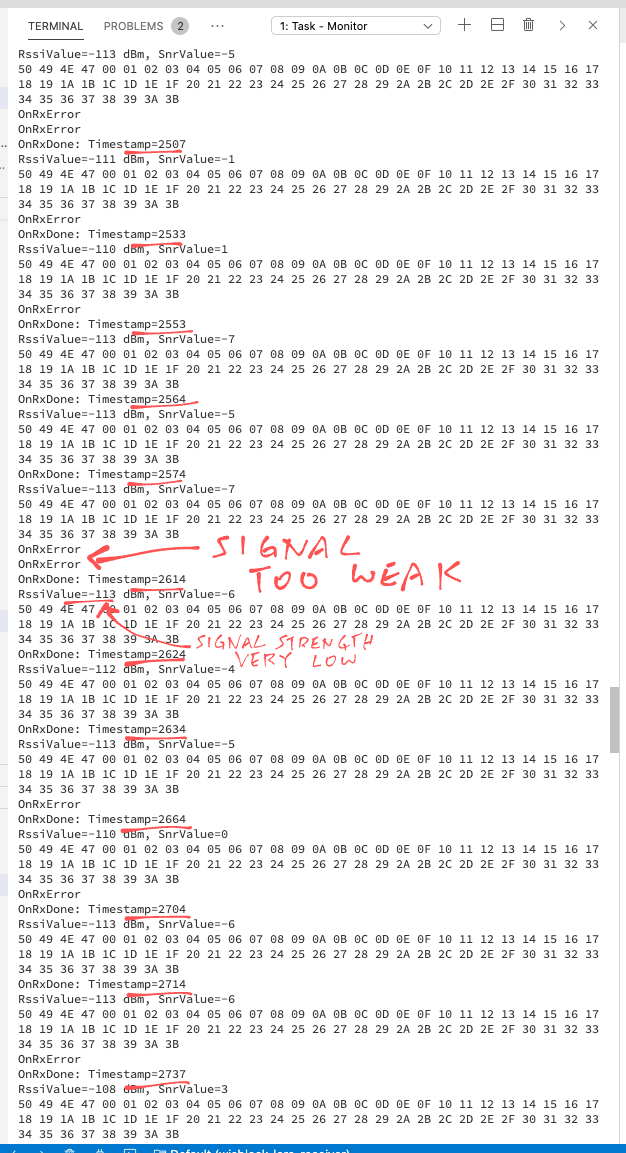 TERMINAL PROBLEMS 2 ··· 1: Task - Monitor
RssiValue=-113 dBm, SnrValue=-5
50 49 4E 47 00 01 02 03 04 05 06 07 08 09 0A 0B 0C 0D 0E 0F 10 11 12 13 14 15 16 17
18 19 1A 1B 1C 1D 1E 1F 20 21 22 23 24 25 26 27 28 29 2A 2B 2C 2D 2E 2F 30 31 32 33
34 35 36 37 38 39 3A 3B
OnRxError
OnRxError
OnRxDone: Timestamp=2507
RssiValue=-111 dBm, SnrValue=-1
50 49 4E 47 00 01 02 03 04 05 06 07 08 09 0A 0B 0C 0D 0E 0F 10 11 12 13 14 15 16 17
18 19 1A 1B 1C 1D 1E 1F 20 21 22 23 24 25 26 27 28 29 2A 2B 2C 2D 2E 2F 30 31 32 33
34 35 36 37 38 39 3A 3B
OnRxError
OnRxDone: Timestamp=2533
RssiValue=-110 dBm, SnrValue=1
50 49 4E 47 00 01 02 03 04 05 06 07 08 09 0A 0B 0C 0D 0E 0F 10 11 12 13 14 15 16 17
18 19 1A 1B 1C 1D 1E 1F 20 21 22 23 24 25 26 27 28 29 2A 2B 2C 2D 2E 2F 30 31 32 33
34 35 36 37 38 39 3A 3B
OnRxError
OnRxDone: Timestamp=2553
RssiValue=-113 dBm, SnrValue=-7
50 49 4E 47 00 01 02 03 04 05 06 07 08 09 0A 0B 0C 0D 0E 0F 10 11 12 13 14 15 16 17
18 19 1A 1B 1C 1D 1E 1F 20 21 22 23 24 25 26 27 28 29 2A 2B 2C 2D 2E 2F 30 31 32 33
34 35 36 37 38 39 3A 3B
OnRxDone: Timestamp=2564
RssiValue=-113 dBm, SnrValue=-5
50 49 4E 47 00 01 02 03 04 05 06 07 08 09 0A 0B 0C 0D 0E 0F 10 11 12 13 14 15 16 17
18 19 1A 1B 1C 1D 1E 1F 20 21 22 23 24 25 26 27 28 29 2A 2B 2C 2D 2E 2F 30 31 32 33
34 35 36 37 38 39 3A 3B
OnRxDone: Timestamp=2574
RssiValue=-113 dBm, SnrValue=-7
50 49 4E 47 00 01 02 03 04 05 06 07 08 09 0A 0B 0C 0D 0E 0F 10 11 12 13 14 15 16 17
18 19 1A 1B 1C 1D 1E 1F 20 21 22 23 24 25 26 27 28 29 2A 2B 2C 2D 2E 2F 30 31 32 33
34 35 36 37 38 39 3A 3B
OnRxError
SIGNAL
OnRxError
TOO WEAK
OnRxDone: Timestamp=2614
RssiValue=-113 dBm, SnrValue=-6
50 49 4E 47 00 01 02 03 04 05 06 07 08 09 0A 0B 0C 0D 0E 0F 10 11 12 13 14 15 16 17
18 19 1A 1B 1C 1D 1E 1F 20 21 22 23 24 25 26 27 28 29 2A 2B 2C 2D 2E 2F 30 31 32 33
34 35 36 37 38 39 3A 3B
SIGNAL STRENGTH
VERY LOW
OnRxDone: Timestamp=2624
RssiValue=-112 dBm, SnrValue=-4
50 49 4E 47 00 01 02 03 04 05 06 07 08 09 0A 0B 0C 0D 0E 0F 10 11 12 13 14 15 16 17
18 19 1A 1B 1C 1D 1E 1F 20 21 22 23 24 25 26 27 28 29 2A 2B 2C 2D 2E 2F 30 31 32 33
34 35 36 37 38 39 3A 3B
OnRxDone: Timestamp=2634
RssiValue=-113 dBm, SnrValue=-5
50 49 4E 47 00 01 02 03 04 05 06 07 08 09 0A 0B 0C 0D 0E 0F 10 11 12 13 14 15 16 17
18 19 1A 1B 1C 1D 1E 1F 20 21 22 23 24 25 26 27 28 29 2A 2B 2C 2D 2E 2F 30 31 32 33
34 35 36 37 38 39 3A 3B
OnRxError
OnRxDone: Timestamp=2664
RssiValue=-110 dBm, SnrValue=0
50 49 4E 47 00 01 02 03 04 05 06 07 08 09 0A 0B 0C 0D 0E 0F 10 11 12 13 14 15 16 17
18 19 1A 1B 1C 1D 1E 1F 20 21 22 23 24 25 26 27 28 29 2A 2B 2C 2D 2E 2F 30 31 32 33
34 35 36 37 38 39 3A 3B
OnRxError
OnRxDone: Timestamp=2704
RssiValue=-113 dBm, SnrValue=-6
50 49 4E 47 00 01 02 03 04 05 06 07 08 09 0A 0B 0C 0D 0E 0F 10 11 12 13 14 15 16 17
18 19 1A 1B 1C 1D 1E 1F 20 21 22 23 24 25 26 27 28 29 2A 2B 2C 2D 2E 2F 30 31 32 33
34 35 36 37 38 39 3A 3B
OnRxDone: Timestamp=2714
RssiValue=-113 dBm, SnrValue=-6
50 49 4E 47 00 01 02 03 04 05 06 07 08 09 0A 0B 0C 0D 0E 0F 10 11 12 13 14 15 16 17
18 19 1A 1B 1C 1D 1E 1F 20 21 22 23 24 25 26 27 28 29 2A 2B 2C 2D 2E 2F 30 31 32 33
34 35 36 37 38 39 3A 3B
OnRxError
OnRxDone: Timestamp=2737
RssiValue=-108 dBm, SnrValue=3
50 49 4E 47 00 01 02 03 04 05 06 07 08 09 0A 0B 0C 0D 0E 0F 10 11 12 13 14 15 16 17
18 19 1A 1B 1C 1D 1E 1F 20 21 22 23 24 25 26 27 28 29 2A 2B 2C 2D 2E 2F 30 31 32 33
34 35 36 37 38 39 3A 3B